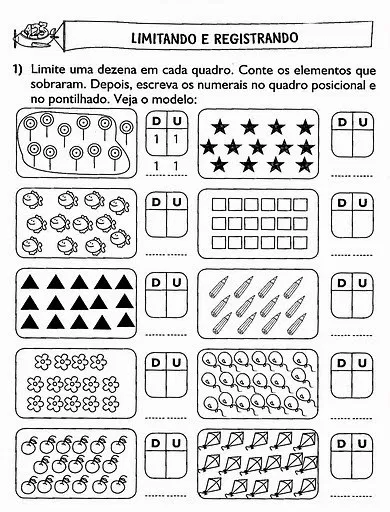 123
LIMITANDO E REGISTRANDO
1) Limite uma dezena em cada quadro. Conte os elementos que
sobraram. Depois, escreva os numerais no quadro posicional e
no pontilhado. Veja o modelo:
D U
1 1
1 1
D U
D U
D U
D U
D U
D U
D U
D U
D U